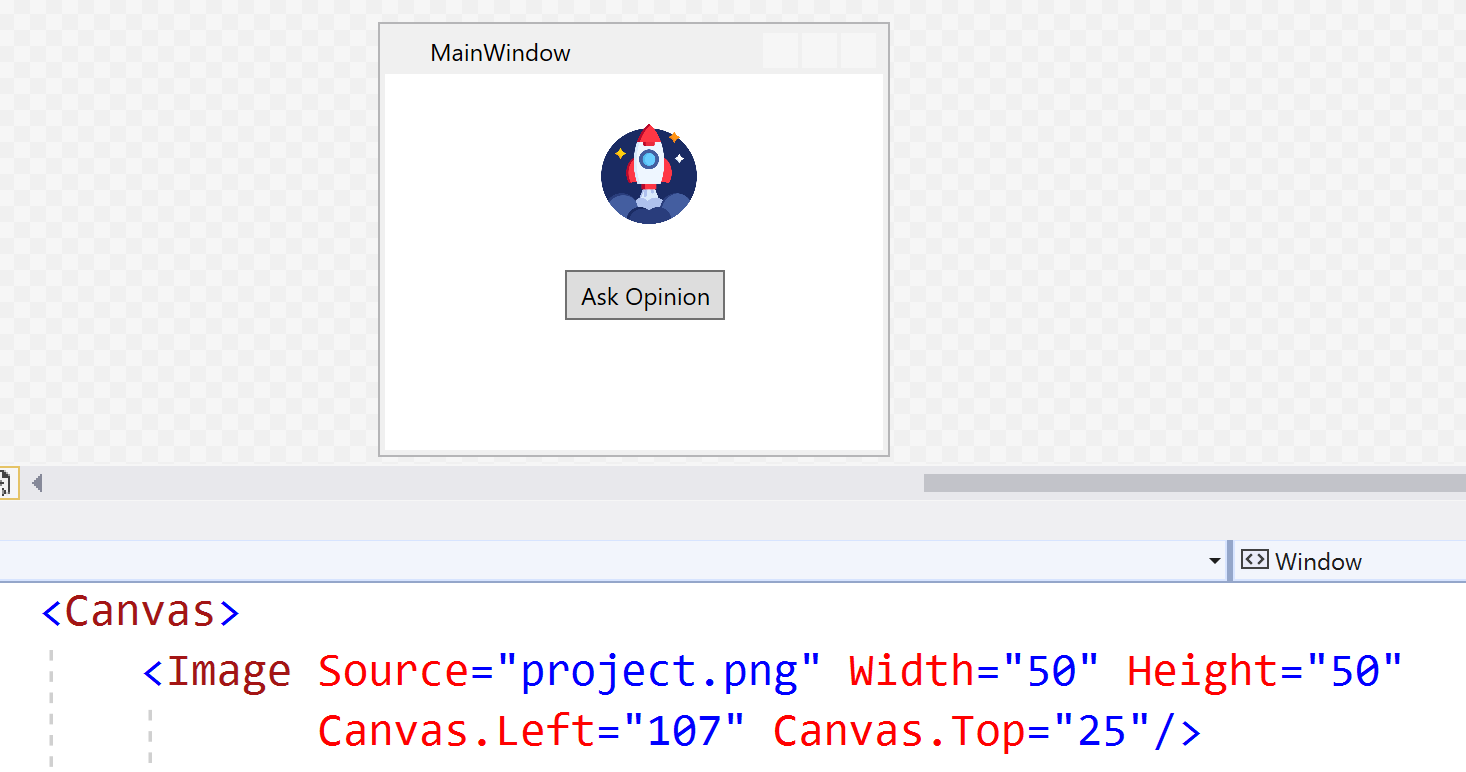 MainWindow
Ask Opinion
Window
<Canvas>
<Image Source="project.png" Width="50" Height="50"
Canvas.Left="107" Canvas.Top="25"/>